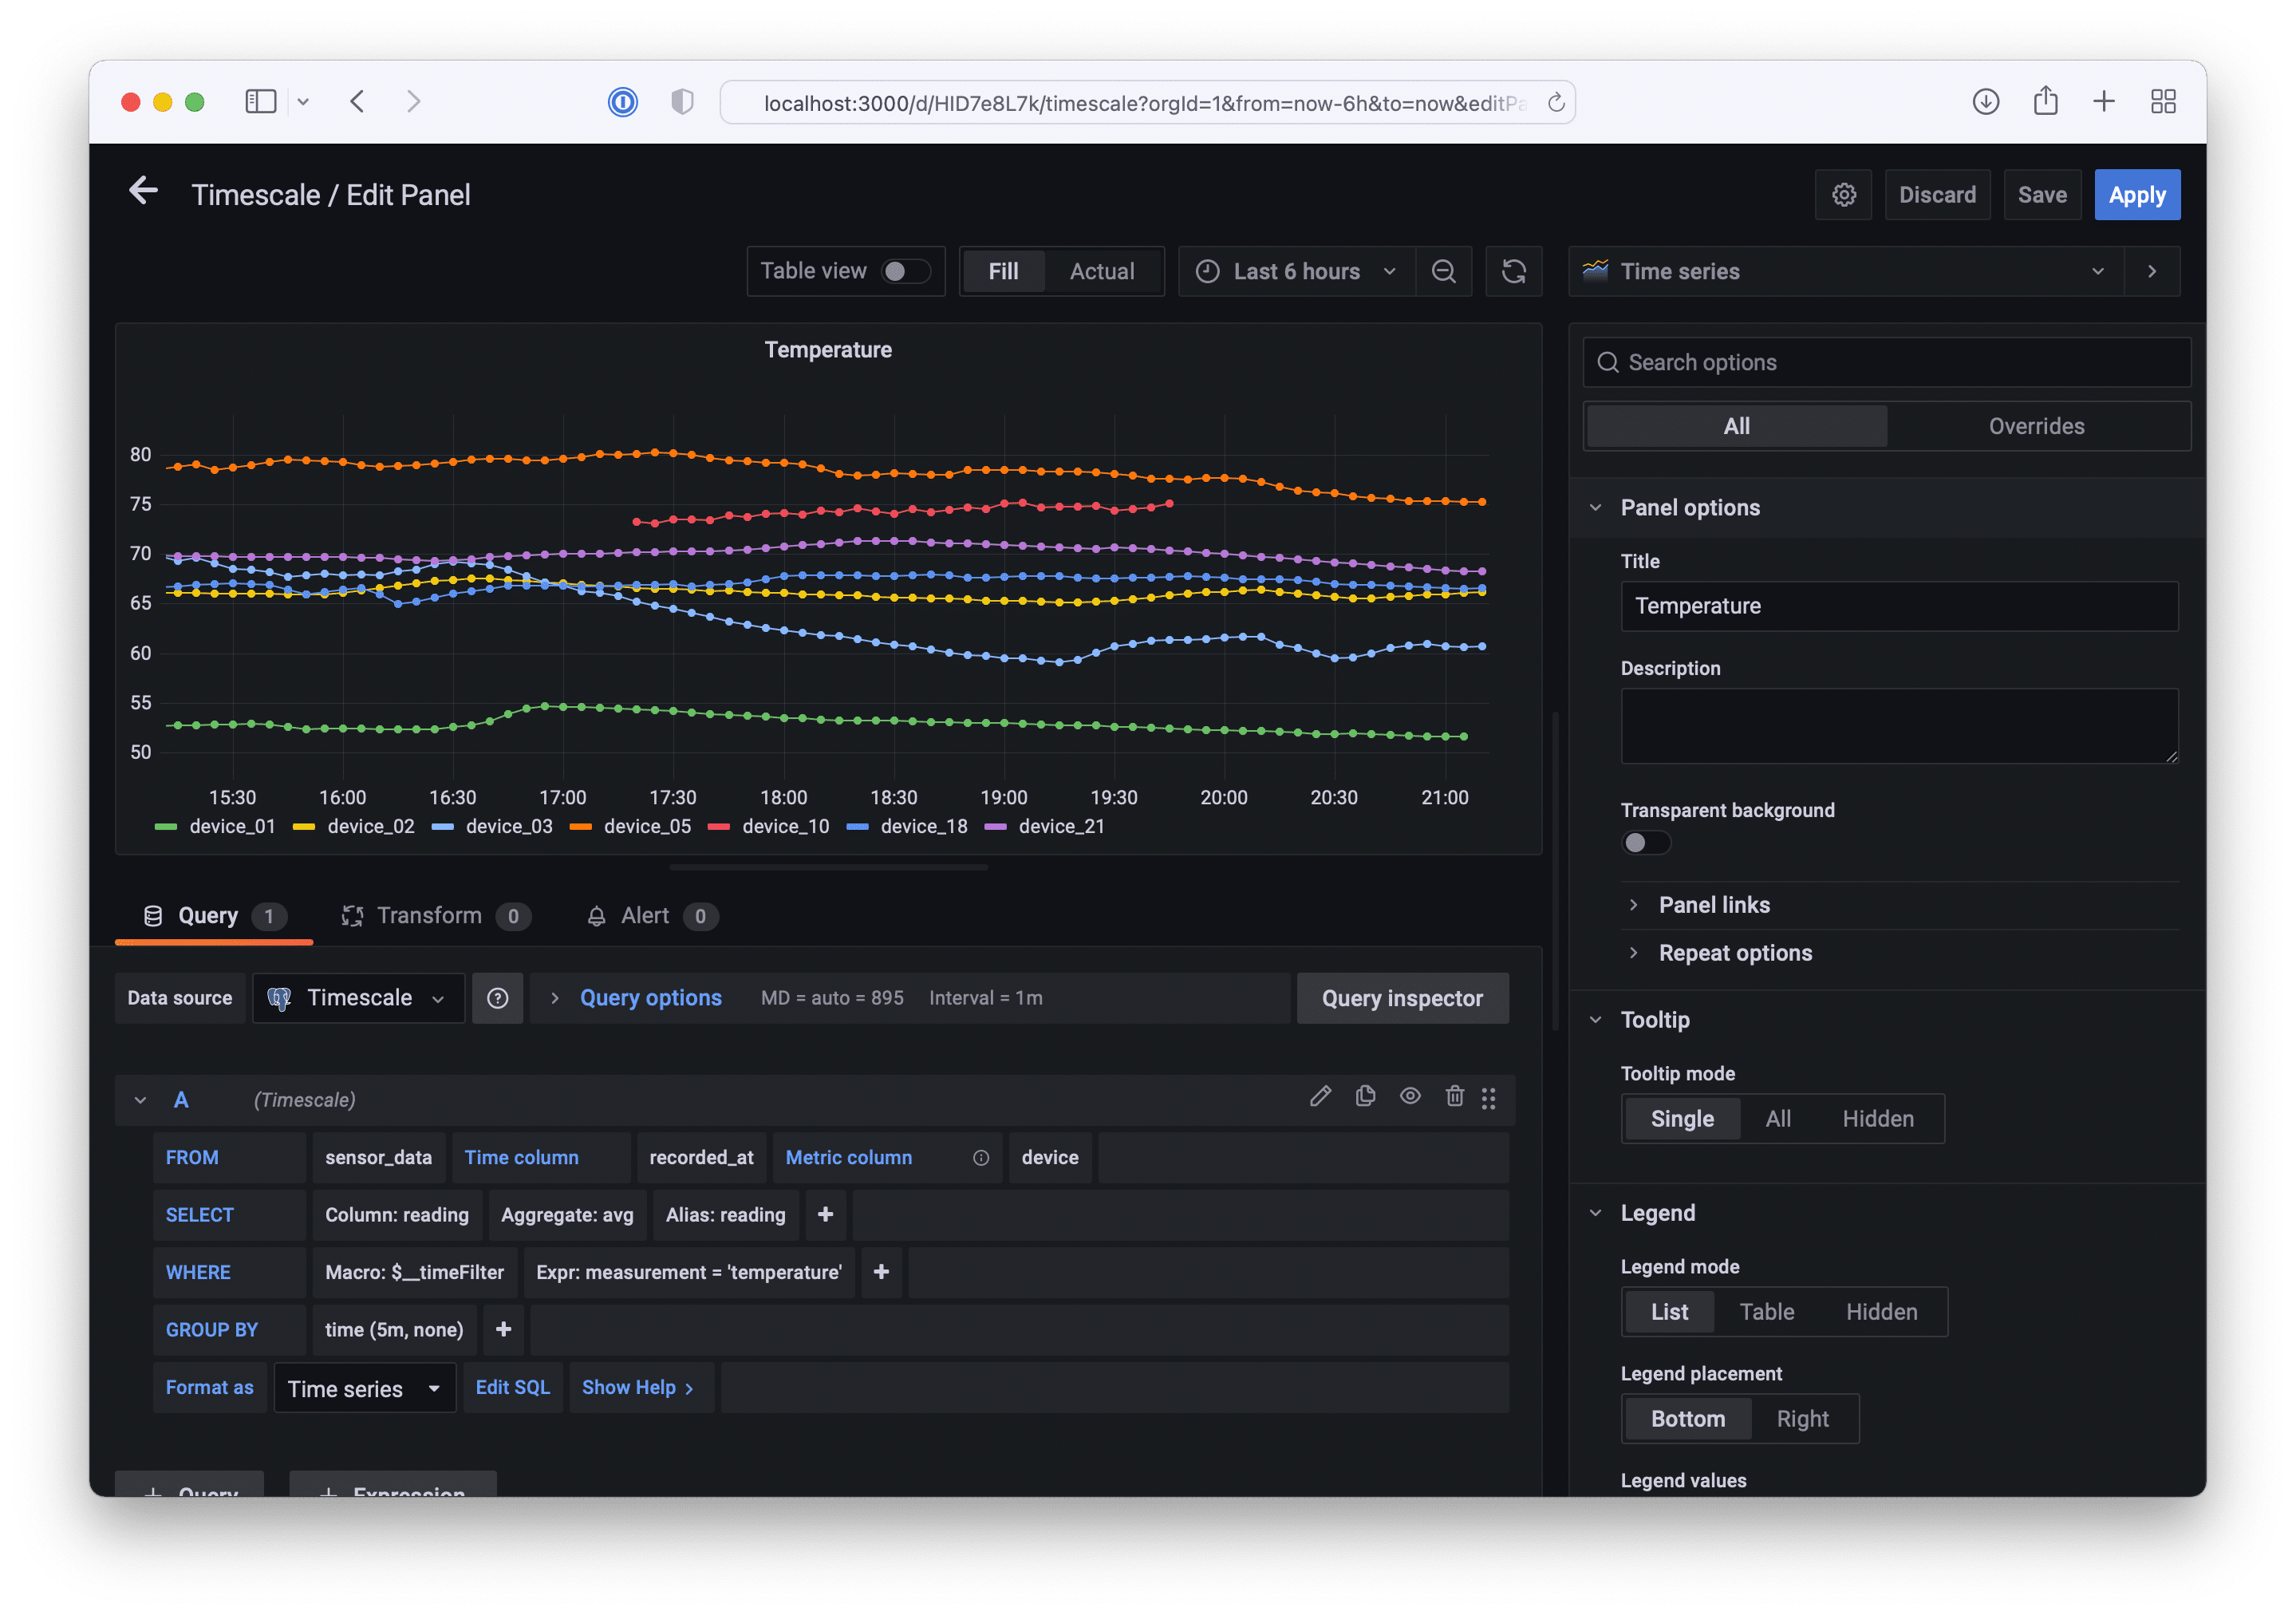 localhost:3000/d/HID7e8L7k/timescale?orgId=1&from=now-6h&to=now&editPa
Timescale / Edit Panel
Discard Save Apply
Table view Fill Actual Last 6 hours Time series
Temperature
80
75
70
65
60
55
50
15:30 16:00 16:30 17:00 17:30 18:00 18:30 19:00 19:30 20:00 20:30 21:00
device_01 device_02 device_03 device_05 device_10 device_18 device_21
Query 1 Transform 0 Alert 0
Data source Timescale Query options MD = auto = 895 Interval = 1m Query inspector
A (Timescale)
FROM sensor_data Time column recorded_at Metric column device
SELECT Column: reading Aggregate: avg Alias: reading +
WHERE Macro: $__timeFilter Expr: measurement = 'temperature' +
GROUP BY time (5m, none) +
Format as Time series Edit SQL Show Help >
+ Query + Expression
Search options
All Overrides
Panel options
Title
Temperature
Description
Transparent background
Panel links
Repeat options
Tooltip
Tooltip mode
Single All Hidden
Legend
Legend mode
List Table Hidden
Legend placement
Bottom Right
Legend values